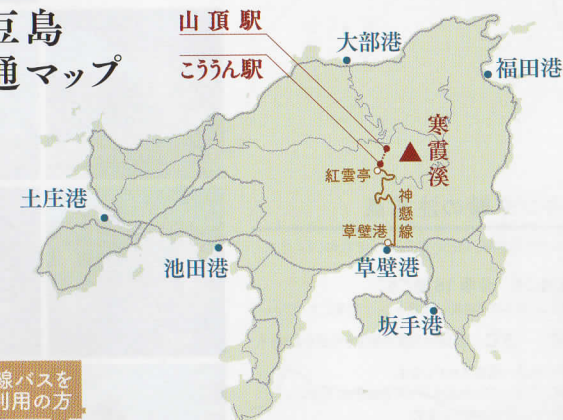 豆島
通マップ
山頂駅
こううん駅
大部港
福田港
寒霞溪
紅雲亭
神懸線
土庄港
草壁港
池田港
草壁港
坂手港
線バスを
利用の方